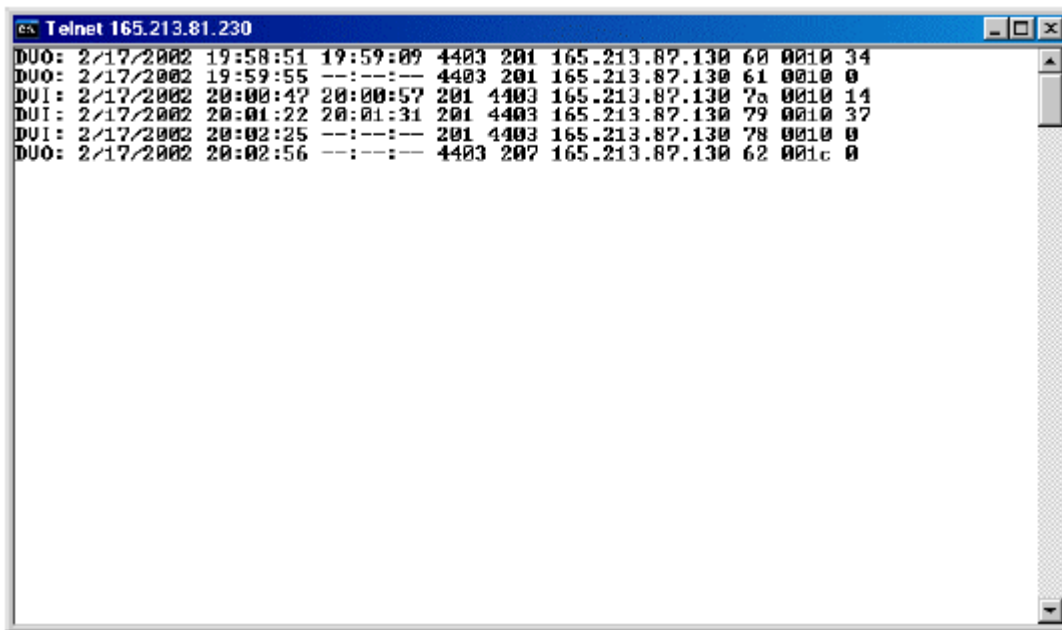 Telnet 165.213.81.230
DVO: 2/17/2002 19:58:51 19:59:09 4403 201 165.213.87.130 60 0010 34
DVO: 2/17/2002 19:59:55 --:--:-- 4403 201 165.213.87.130 61 0010 0
DVI: 2/17/2002 20:00:47 20:00:57 201 4403 165.213.87.130 7a 0010 14
DVI: 2/17/2002 20:01:22 20:01:31 201 4403 165.213.87.130 79 0010 37
DVI: 2/17/2002 20:02:25 --:--:-- 201 4403 165.213.87.130 78 0010 0
DVO: 2/17/2002 20:02:56 --:--:-- 4403 207 165.213.87.130 62 001c 0